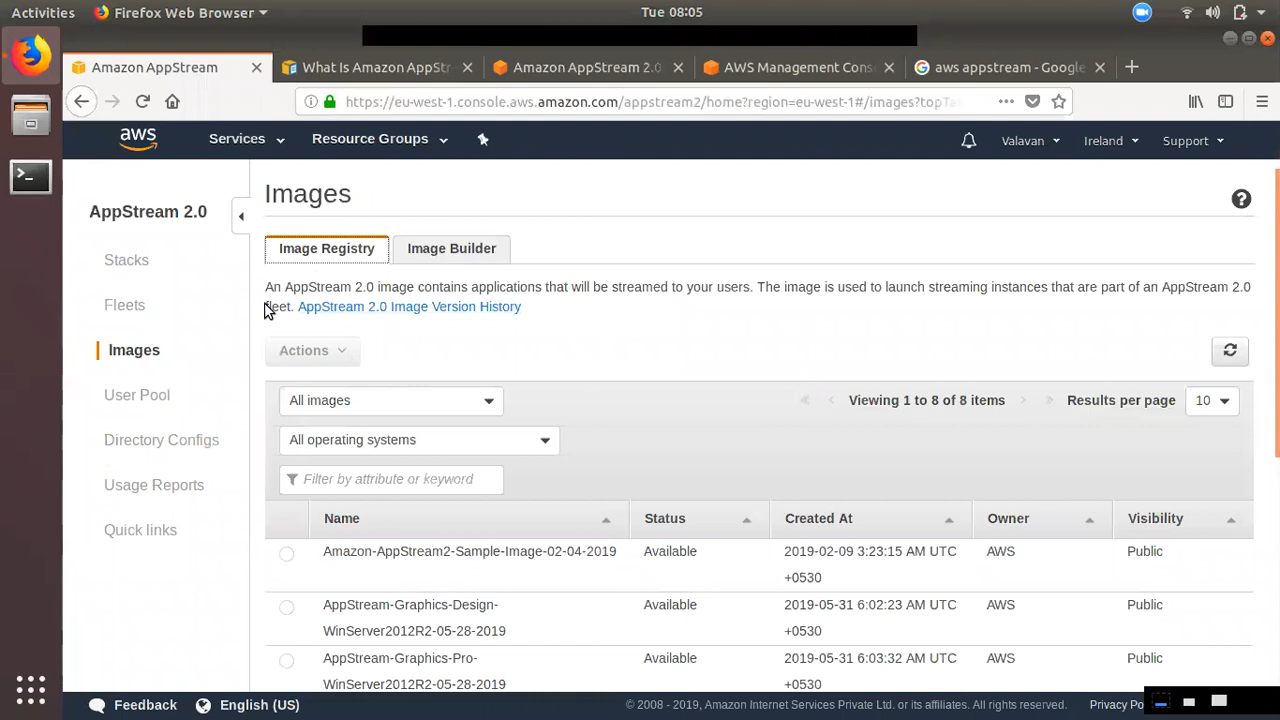 Activities Firefox Web Browser Tue 08:05
Amazon AppStream What Is Amazon AppStr Amazon AppStream 2.0 AWS Management Cons aws appstream - Google
https://eu-west-1.console.aws.amazon.com/appstream2/home?region=eu-west-1#/images?topTa
aws Services Resource Groups Valavan Ireland Support
AppStream 2.0
Stacks
Fleets
Images
User Pool
Directory Configs
Usage Reports
Quick links
Images
Image Registry Image Builder
An AppStream 2.0 image contains applications that will be streamed to your users. The image is used to launch streaming instances that are part of an AppStream 2.0
fleet. AppStream 2.0 Image Version History
Actions
All images Viewing 1 to 8 of 8 items Results per page 10
All operating systems
Filter by attribute or keyword
Name Status Created At Owner Visibility
Amazon-AppStream2-Sample-Image-02-04-2019 Available 2019-02-09 3:23:15 AM UTC AWS Public
+0530
AppStream-Graphics-Design- Available 2019-05-31 6:02:23 AM UTC AWS Public
WinServer2012R2-05-28-2019 +0530
AppStream-Graphics-Pro- Available 2019-05-31 6:03:32 AM UTC AWS Public
WinServer2012R2-05-28-2019 +0530
Feedback English (US) © 2008 - 2019, Amazon Internet Services Private Ltd. or its affiliates. All rights reserved. Privacy Po